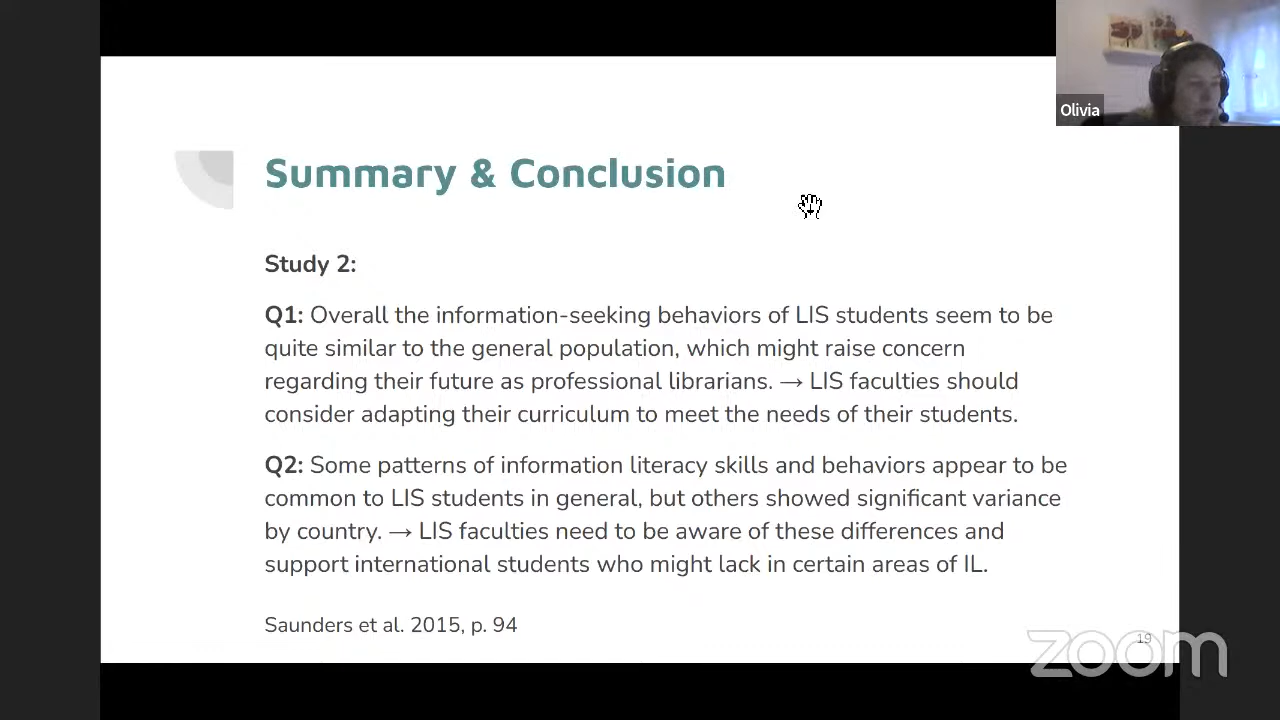 Olivia
Summary & Conclusion
Study 2:
Q1: Overall the information-seeking behaviors of LIS students seem to be
quite similar to the general population, which might raise concern
regarding their future as professional librarians. → LIS faculties should
consider adapting their curriculum to meet the needs of their students.
Q2: Some patterns of information literacy skills and behaviors appear to be
common to LIS students in general, but others showed significant variance
by country. → LIS faculties need to be aware of these differences and
support international students who might lack in certain areas of IL.
Saunders et al. 2015, p. 94
19
zoom